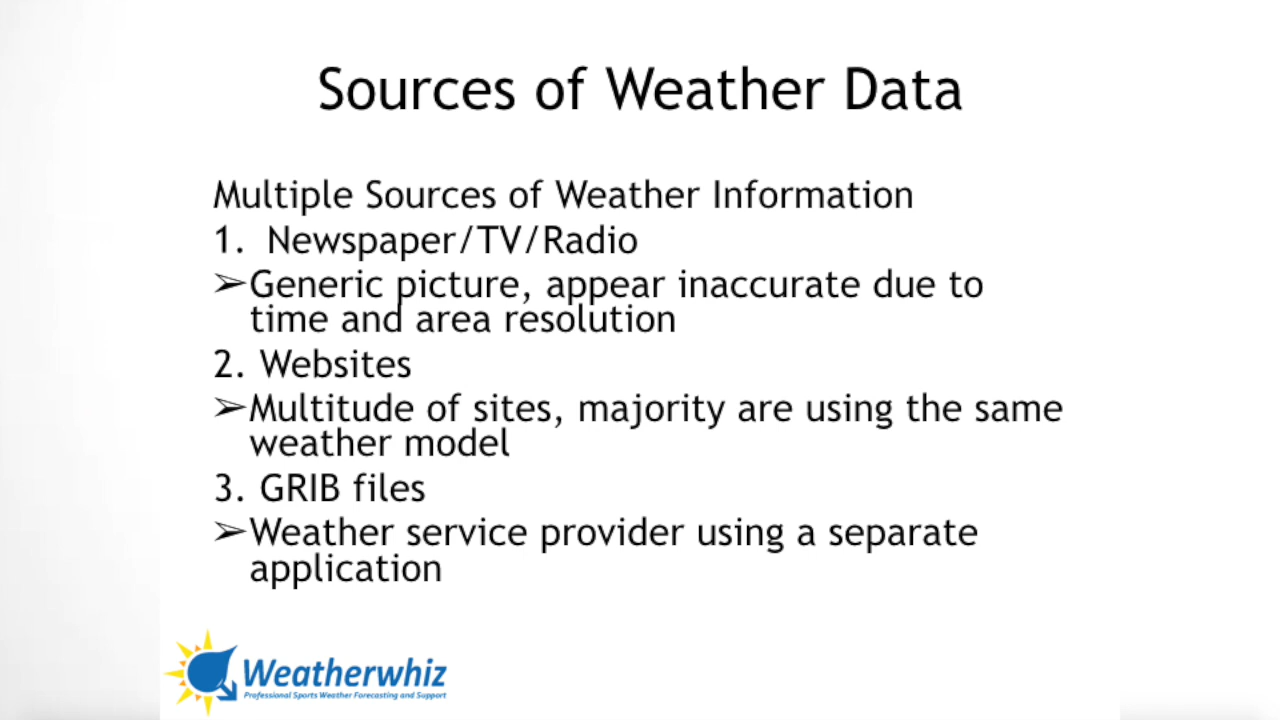 Sources of Weather Data
Multiple Sources of Weather Information
1. Newspaper/TV/Radio
➢Generic picture, appear inaccurate due to
time and area resolution
2. Websites
➢Multitude of sites, majority are using the same
weather model
3. GRIB files
➢Weather service provider using a separate
application
Weatherwhiz
Professional Sports Weather Forecasting and Support